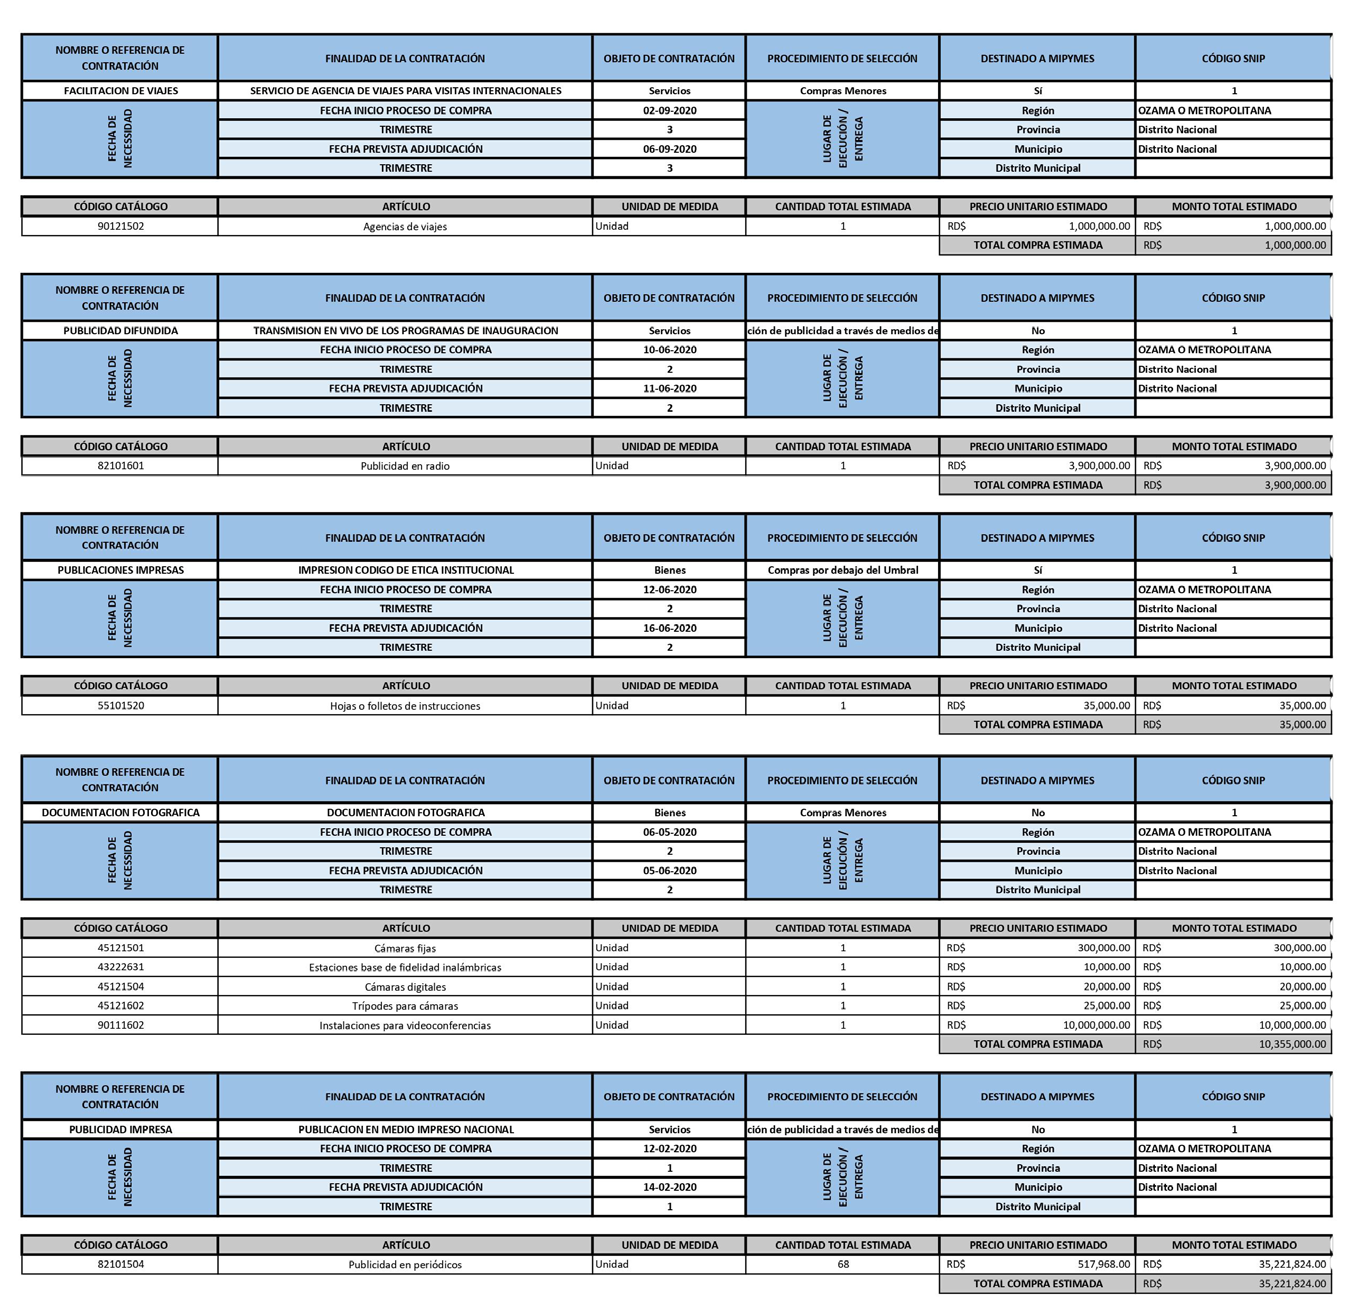 NOMBRE O REFERENCIA DE CONTRATACIÓN FINALIDAD DE LA CONTRATACIÓN OBJETO DE CONTRATACIÓN PROCEDIMIENTO DE SELECCIÓN DESTINADO A MIPYMES CÓDIGO SNIP
FACILITACION DE VIAJES SERVICIO DE AGENCIA DE VIAJES PARA VISITAS INTERNACIONALES Servicios Compras Menores Sí 1
FECHA DE NECESSIDAD FECHA INICIO PROCESO DE COMPRA 02-09-2020 LUGAR DE EJECUCIÓN / ENTREGA Región OZAMA O METROPOLITANA
TRIMESTRE 3 Provincia Distrito Nacional
FECHA PREVISTA ADJUDICACIÓN 06-09-2020 Municipio Distrito Nacional
TRIMESTRE 3 Distrito Municipal
CÓDIGO CATÁLOGO ARTÍCULO UNIDAD DE MEDIDA CANTIDAD TOTAL ESTIMADA PRECIO UNITARIO ESTIMADO MONTO TOTAL ESTIMADO
90121502 Agencias de viajes Unidad 1 RD$ 1,000,000.00 RD$ 1,000,000.00
TOTAL COMPRA ESTIMADA RD$ 1,000,000.00
NOMBRE O REFERENCIA DE CONTRATACIÓN FINALIDAD DE LA CONTRATACIÓN OBJETO DE CONTRATACIÓN PROCEDIMIENTO DE SELECCIÓN DESTINADO A MIPYMES CÓDIGO SNIP
PUBLICIDAD DIFUNDIDA TRANSMISION EN VIVO DE LOS PROGRAMAS DE INAUGURACION Servicios ción de publicidad a través de medios de No 1
FECHA DE NECESSIDAD FECHA INICIO PROCESO DE COMPRA 10-06-2020 LUGAR DE EJECUCIÓN / ENTREGA Región OZAMA O METROPOLITANA
TRIMESTRE 2 Provincia Distrito Nacional
FECHA PREVISTA ADJUDICACIÓN 11-06-2020 Municipio Distrito Nacional
TRIMESTRE 2 Distrito Municipal
CÓDIGO CATÁLOGO ARTÍCULO UNIDAD DE MEDIDA CANTIDAD TOTAL ESTIMADA PRECIO UNITARIO ESTIMADO MONTO TOTAL ESTIMADO
82101601 Publicidad en radio Unidad 1 RD$ 3,900,000.00 RD$ 3,900,000.00
TOTAL COMPRA ESTIMADA RD$ 3,900,000.00
NOMBRE O REFERENCIA DE CONTRATACIÓN FINALIDAD DE LA CONTRATACIÓN OBJETO DE CONTRATACIÓN PROCEDIMIENTO DE SELECCIÓN DESTINADO A MIPYMES CÓDIGO SNIP
PUBLICACIONES IMPRESAS IMPRESION CODIGO DE ETICA INSTITUCIONAL Bienes Compras por debajo del Umbral Sí 1
FECHA DE NECESSIDAD FECHA INICIO PROCESO DE COMPRA 12-06-2020 LUGAR DE EJECUCIÓN / ENTREGA Región OZAMA O METROPOLITANA
TRIMESTRE 2 Provincia Distrito Nacional
FECHA PREVISTA ADJUDICACIÓN 16-06-2020 Municipio Distrito Nacional
TRIMESTRE 2 Distrito Municipal
CÓDIGO CATÁLOGO ARTÍCULO UNIDAD DE MEDIDA CANTIDAD TOTAL ESTIMADA PRECIO UNITARIO ESTIMADO MONTO TOTAL ESTIMADO
55101520 Hojas o folletos de instrucciones Unidad 1 RD$ 35,000.00 RD$ 35,000.00
TOTAL COMPRA ESTIMADA RD$ 35,000.00
NOMBRE O REFERENCIA DE CONTRATACIÓN FINALIDAD DE LA CONTRATACIÓN OBJETO DE CONTRATACIÓN PROCEDIMIENTO DE SELECCIÓN DESTINADO A MIPYMES CÓDIGO SNIP
DOCUMENTACION FOTOGRAFICA DOCUMENTACION FOTOGRAFICA Bienes Compras Menores No 1
FECHA DE NECESSIDAD FECHA INICIO PROCESO DE COMPRA 06-05-2020 LUGAR DE EJECUCIÓN / ENTREGA Región OZAMA O METROPOLITANA
TRIMESTRE 2 Provincia Distrito Nacional
FECHA PREVISTA ADJUDICACIÓN 05-06-2020 Municipio Distrito Nacional
TRIMESTRE 2 Distrito Municipal
CÓDIGO CATÁLOGO ARTÍCULO UNIDAD DE MEDIDA CANTIDAD TOTAL ESTIMADA PRECIO UNITARIO ESTIMADO MONTO TOTAL ESTIMADO
45121501 Cámaras fijas Unidad 1 RD$ 300,000.00 RD$ 300,000.00
43222631 Estaciones base de fidelidad inalámbricas Unidad 1 RD$ 10,000.00 RD$ 10,000.00
45121504 Cámaras digitales Unidad 1 RD$ 20,000.00 RD$ 20,000.00
45121602 Trípodes para cámaras Unidad 1 RD$ 25,000.00 RD$ 25,000.00
90111602 Instalaciones para videoconferencias Unidad 1 RD$ 10,000,000.00 RD$ 10,000,000.00
TOTAL COMPRA ESTIMADA RD$ 10,355,000.00
NOMBRE O REFERENCIA DE CONTRATACIÓN FINALIDAD DE LA CONTRATACIÓN OBJETO DE CONTRATACIÓN PROCEDIMIENTO DE SELECCIÓN DESTINADO A MIPYMES CÓDIGO SNIP
PUBLICIDAD IMPRESA PUBLICACION EN MEDIO IMPRESO NACIONAL Servicios ción de publicidad a través de medios de No 1
FECHA DE NECESSIDAD FECHA INICIO PROCESO DE COMPRA 12-02-2020 LUGAR DE EJECUCIÓN / ENTREGA Región OZAMA O METROPOLITANA
TRIMESTRE 1 Provincia Distrito Nacional
FECHA PREVISTA ADJUDICACIÓN 14-02-2020 Municipio Distrito Nacional
TRIMESTRE 1 Distrito Municipal
CÓDIGO CATÁLOGO ARTÍCULO UNIDAD DE MEDIDA CANTIDAD TOTAL ESTIMADA PRECIO UNITARIO ESTIMADO MONTO TOTAL ESTIMADO
82101504 Publicidad en periódicos Unidad 68 RD$ 517,968.00 RD$ 35,221,824.00
TOTAL COMPRA ESTIMADA RD$ 35,221,824.00